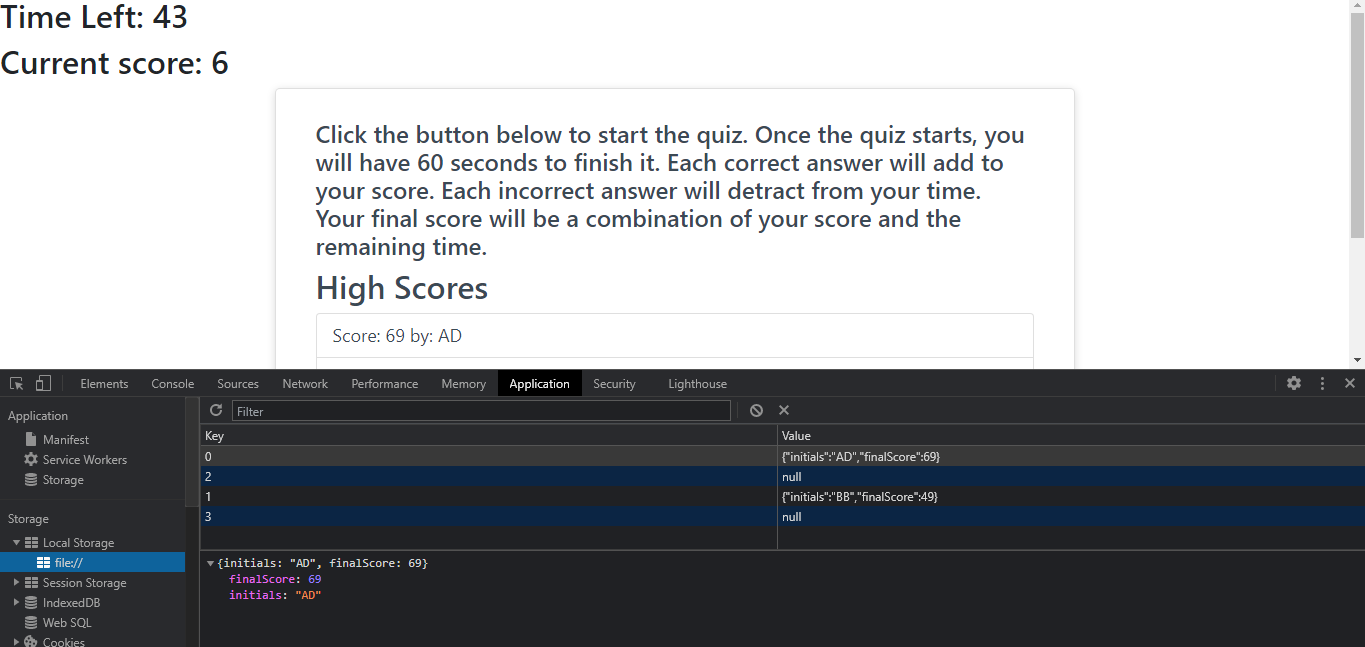 Time Left: 43
Current score: 6
Click the button below to start the quiz. Once the quiz starts, you
will have 60 seconds to finish it. Each correct answer will add to
your score. Each incorrect answer will detract from your time.
Your final score will be a combination of your score and the
remaining time.
High Scores
Score: 69 by: AD
Elements Console Sources Network Performance Memory Application Security Lighthouse
Application
Manifest
Service Workers
Storage
Storage
Local Storage
file://
Session Storage
IndexedDB
Web SQL
Cookies
Filter
Key Value
0 {"initials":"AD","finalScore":69}
2 null
1 {"initials":"BB","finalScore":49}
3 null
{initials: "AD", finalScore: 69}
finalScore: 69
initials: "AD"